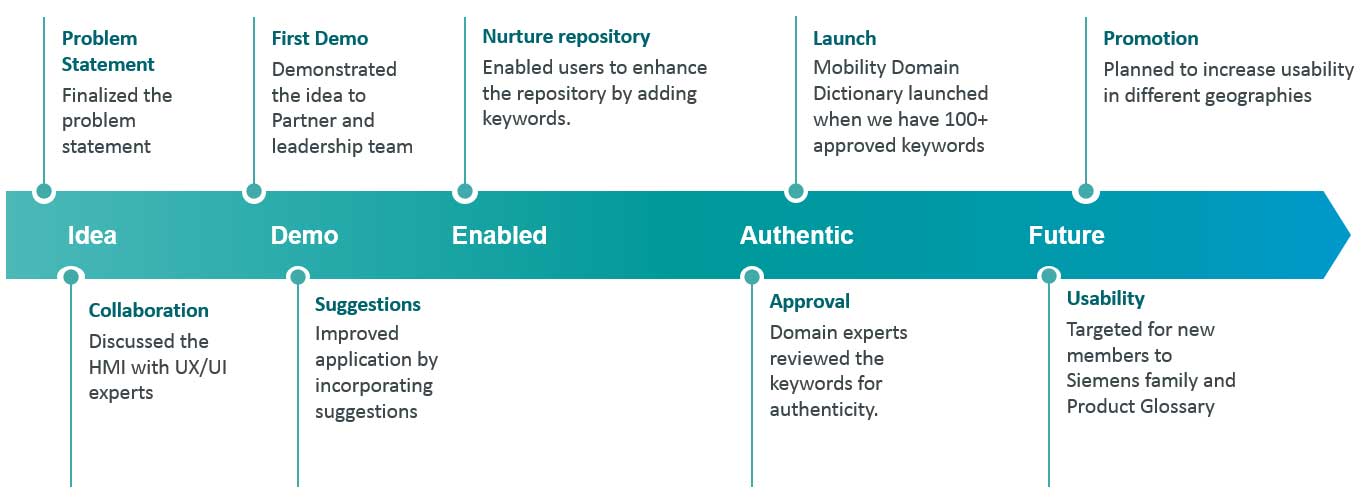 Problem
Statement
Finalized the
problem
statement
First Demo
Demonstrated
the idea to
Partner and
leadership team
Nurture repository
Enabled users to enhance
the repository by adding
keywords.
Launch
Mobility Domain
Dictionary launched
when we have 100+
approved keywords
Promotion
Planned to increase usability
in different geographies
Idea
Demo
Enabled
Authentic
Future
Collaboration
Discussed the
HMI with UX/UI
experts
Suggestions
Improved
application by
incorporating
suggestions
Approval
Domain experts
reviewed the
keywords for
authenticity.
Usability
Targeted for new
members to
Siemens family and
Product Glossary